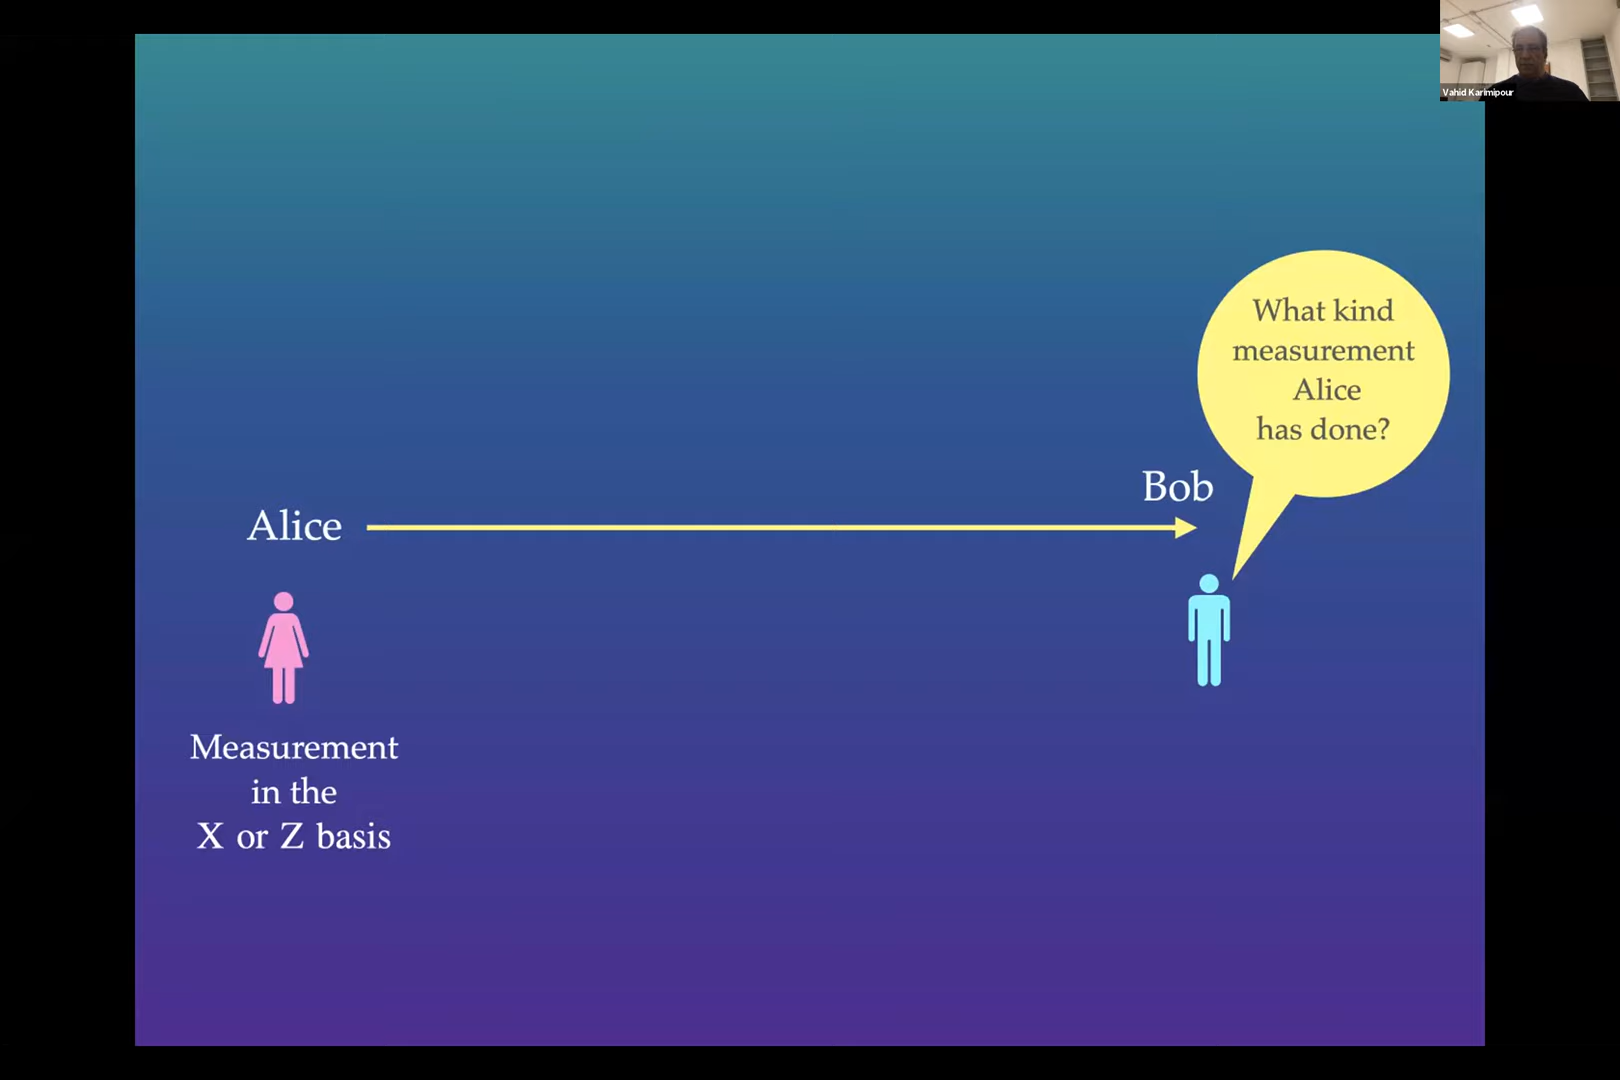 Vahid Karimipour
What kind
measurement
Alice
has done?
Bob
Alice
Measurement
in the
X or Z basis